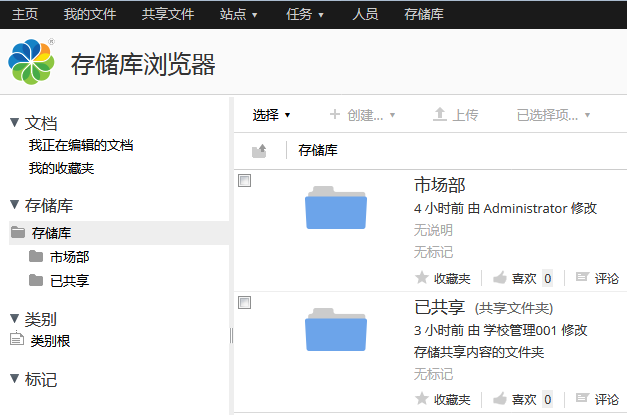 主页 我的文件 共享文件 站点 任务 人员 存储库
存储库浏览器
文档
我正在编辑的文档
我的收藏夹
存储库
存储库
市场部
已共享
类别
类别根
标记
选择 创建... 上传 已选择项...
存储库
市场部
4 小时前 由 Administrator 修改
无说明
无标记
收藏夹 喜欢 0 评论
已共享 (共享文件夹)
3 小时前 由 学校管理001 修改
存储共享内容的文件夹
无标记
收藏夹 喜欢 0 评论